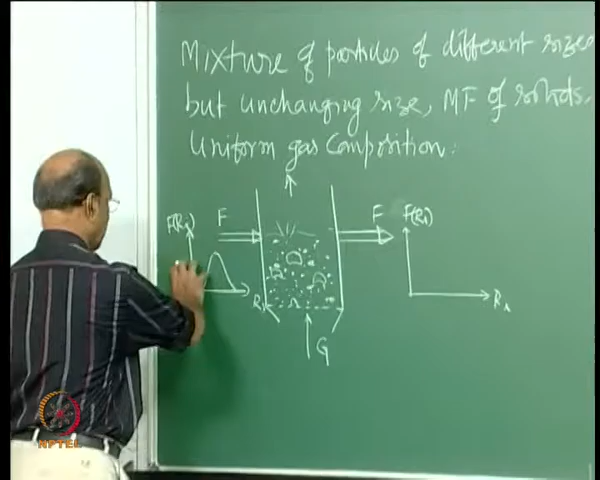 Mixture of particles of different sizes
but unchanging size, MF of solids.
Uniform gas Composition.
F(Ri) F F F(Ri)
Ri Ri
G
NPTEL